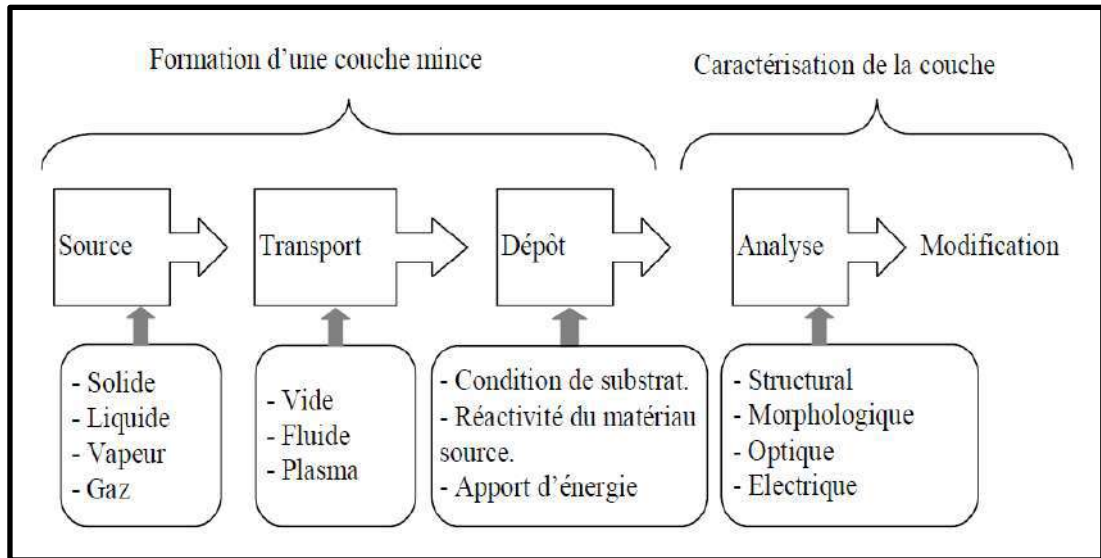 Formation d'une couche mince
Caractérisation de la couche
Source
Transport
Dépôt
Analyse
Modification
- Solide
- Liquide
- Vapeur
- Gaz
- Vide
- Fluide
- Plasma
- Condition de substrat.
- Réactivité du matériau
source.
- Apport d'énergie
- Structural
- Morphologique
- Optique
- Electrique